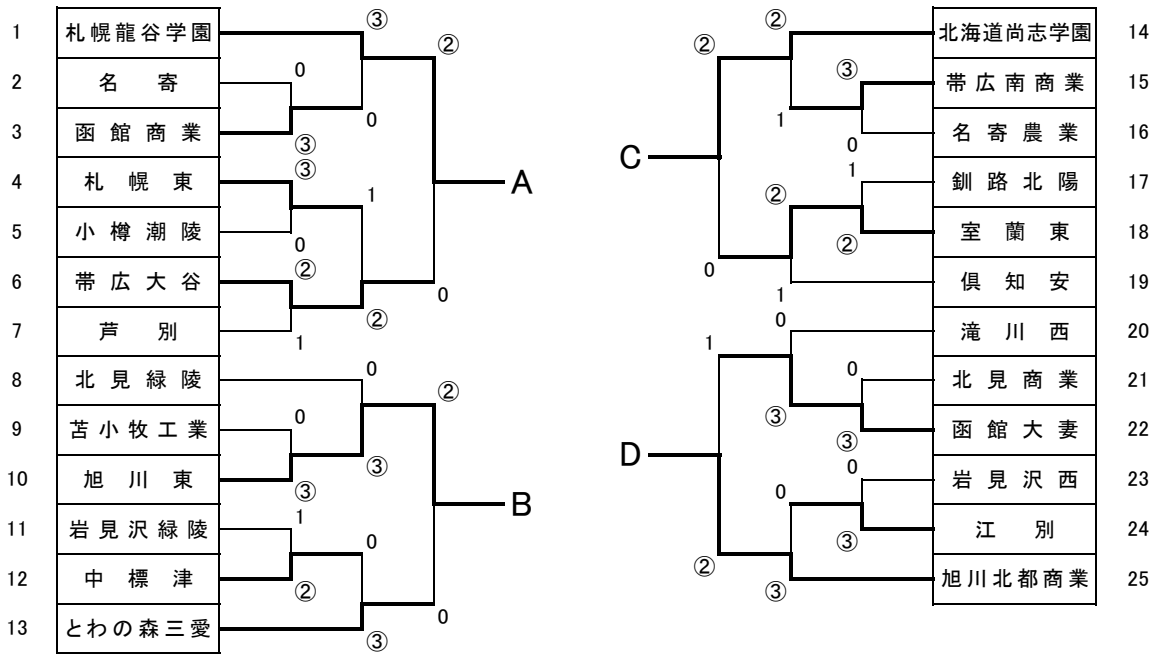 1 札幌龍谷学園
2 名寄
3 函館商業
4 札幌東
5 小樽潮陵
6 帯広大谷
7 芦別
8 北見緑陵
9 苫小牧工業
10 旭川東
11 岩見沢緑陵
12 中標津
13 とわの森三愛
③
0
②
0
③
③
1
0
②
②
1
0
0
②
0
③
③
1
0
②
0
③
A
B
②
②
③
1
0
1
②
②
0
1
0
1
0
③
③
0
0
③
②
③
C
D
北海道尚志学園 14
帯広南商業 15
名寄農業 16
釧路北陽 17
室蘭東 18
倶知安 19
滝川西 20
北見商業 21
函館大妻 22
岩見沢西 23
江別 24
旭川北都商業 25